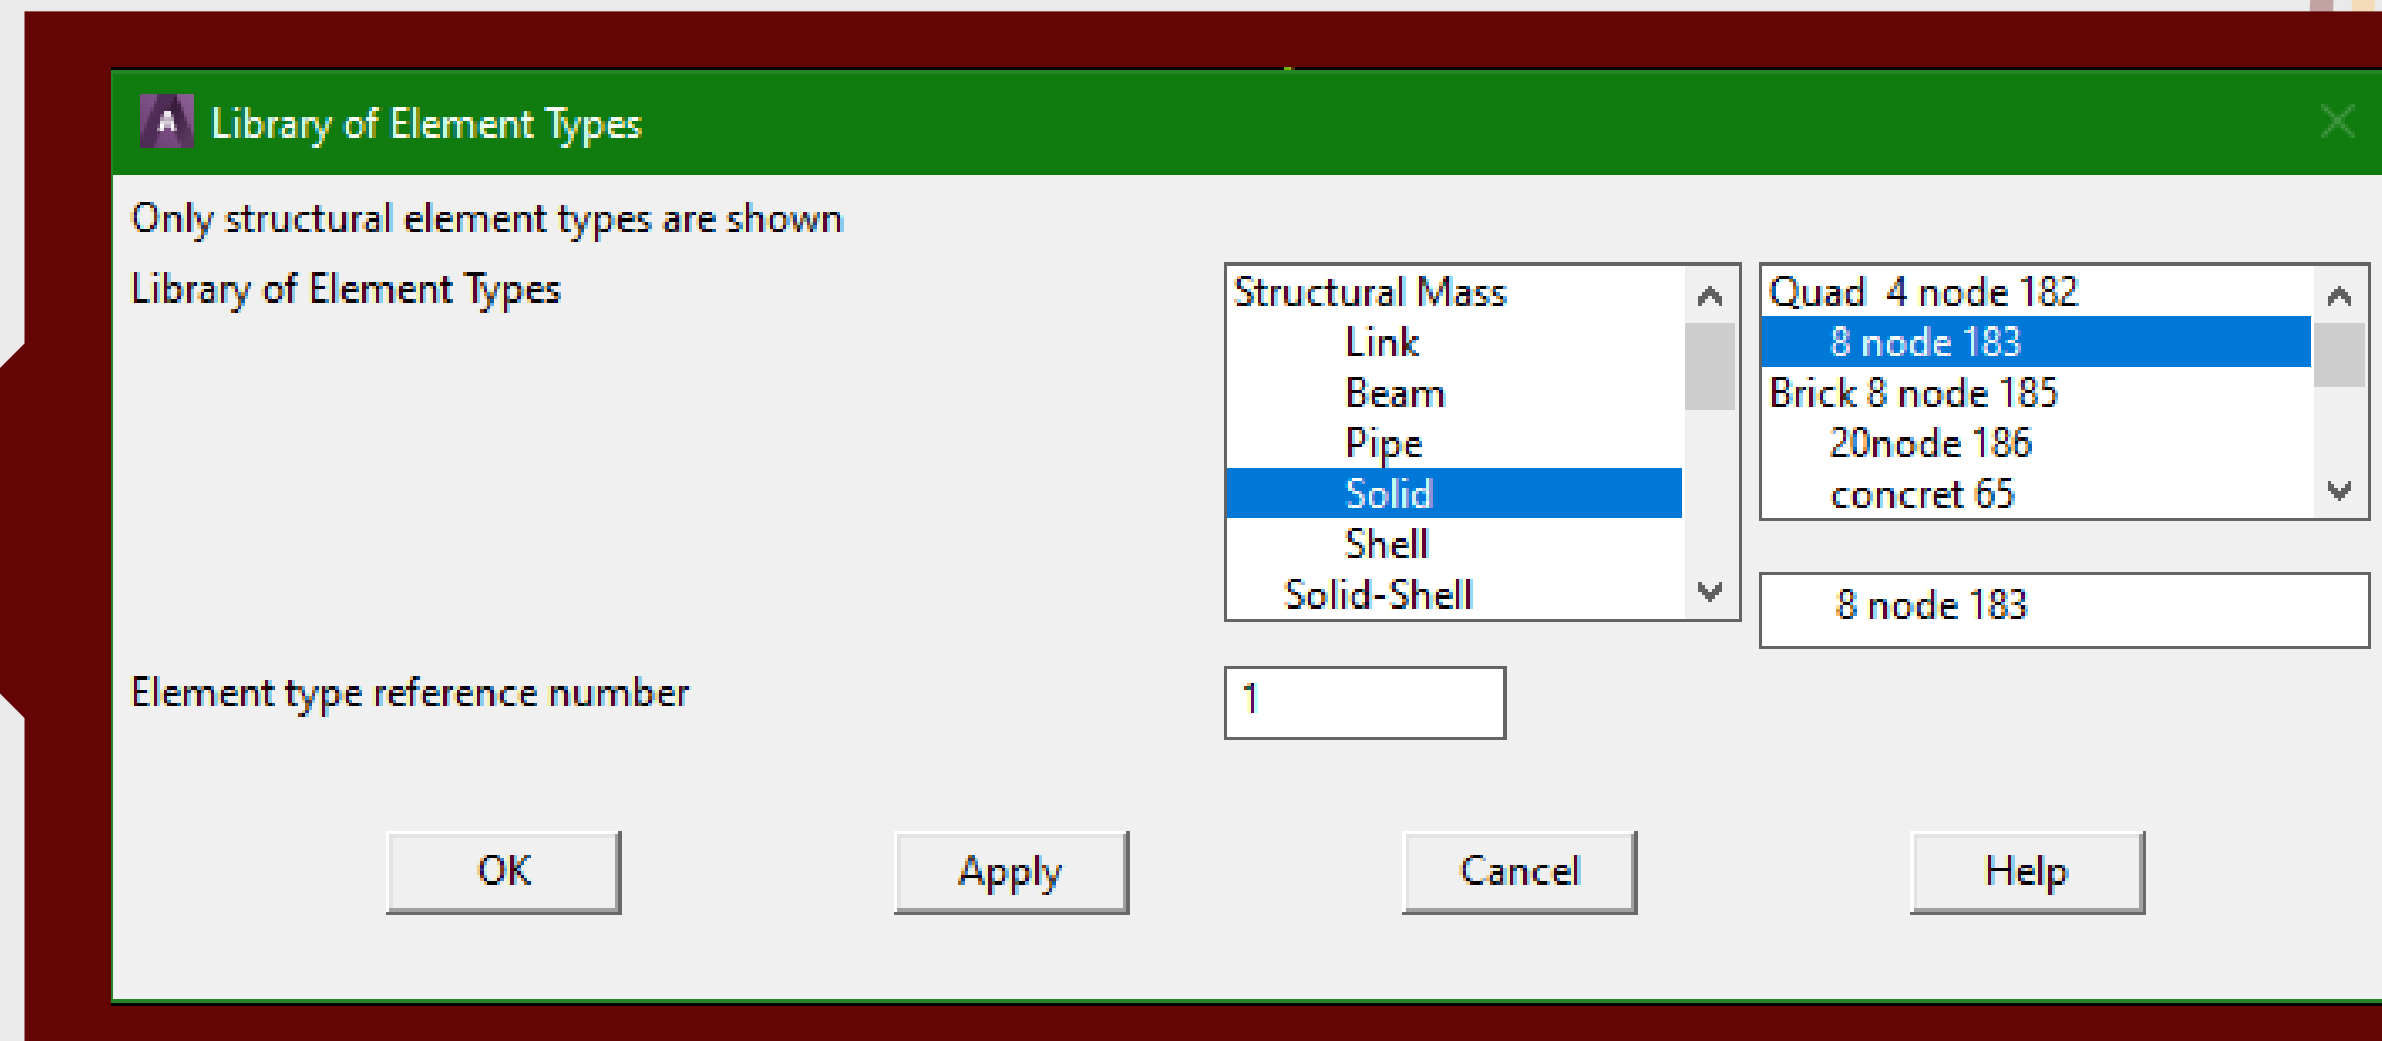 A Library of Element Types
Only structural element types are shown
Library of Element Types
Structural Mass
Link
Beam
Pipe
Solid
Shell
Solid-Shell
Quad 4 node 182
8 node 183
Brick 8 node 185
20node 186
concret 65
8 node 183
Element type reference number
1
OK Apply Cancel Help